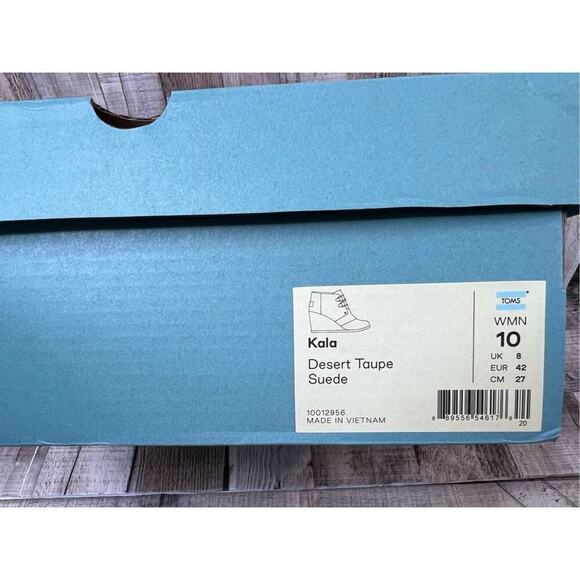 TOMS
WMN
10
UK 8
EUR 42
CM 27
Kala
Desert Taupe
Suede
10012956
MADE IN VIETNAM
8 89556 54617 6
20